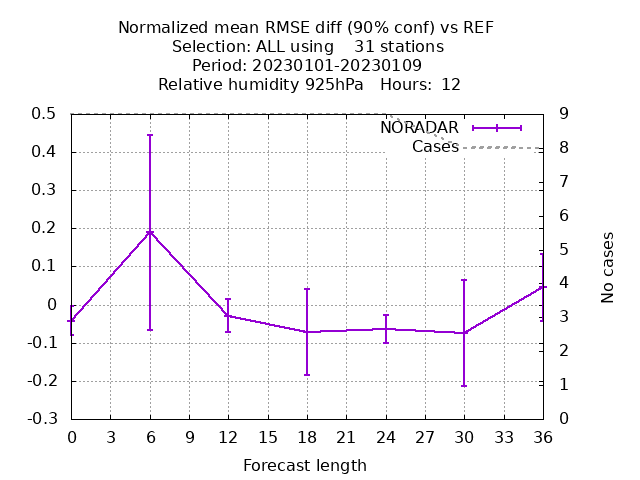 Normalized mean RMSE diff (90% conf) vs REF
Selection: ALL using    31 stations
Period: 20230101-20230109
Relative humidity 925hPa   Hours:  12
NORADAR
Cases
0.5
0.4
0.3
0.2
0.1
0
-0.1
-0.2
-0.3
9
8
7
6
5
4
3
2
1
0
No cases
0 3 6 9 12 15 18 21 24 27 30 33 36
Forecast length